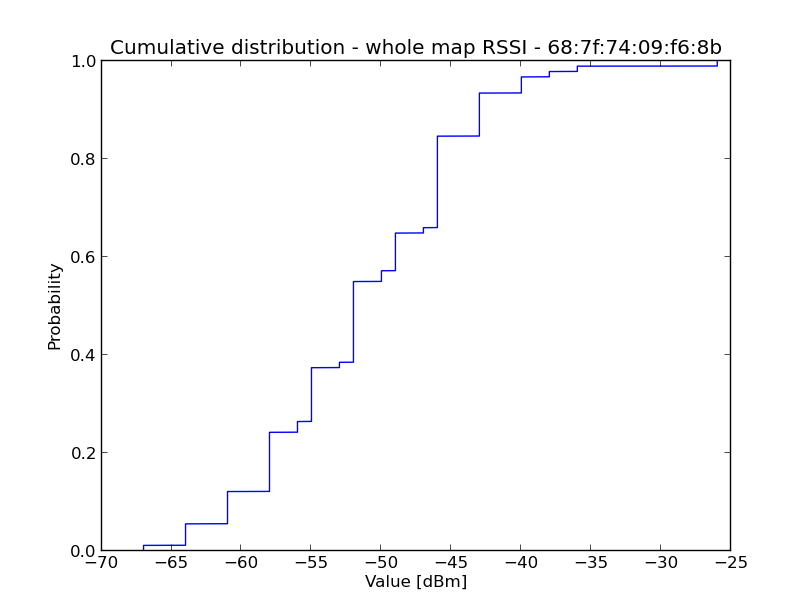 Cumulative distribution - whole map RSSI - 68:7f:74:09:f6:8b
1.0
0.8
0.6
0.4
0.2
0.0
Probability
−70 −65 −60 −55 −50 −45 −40 −35 −30 −25
Value [dBm]